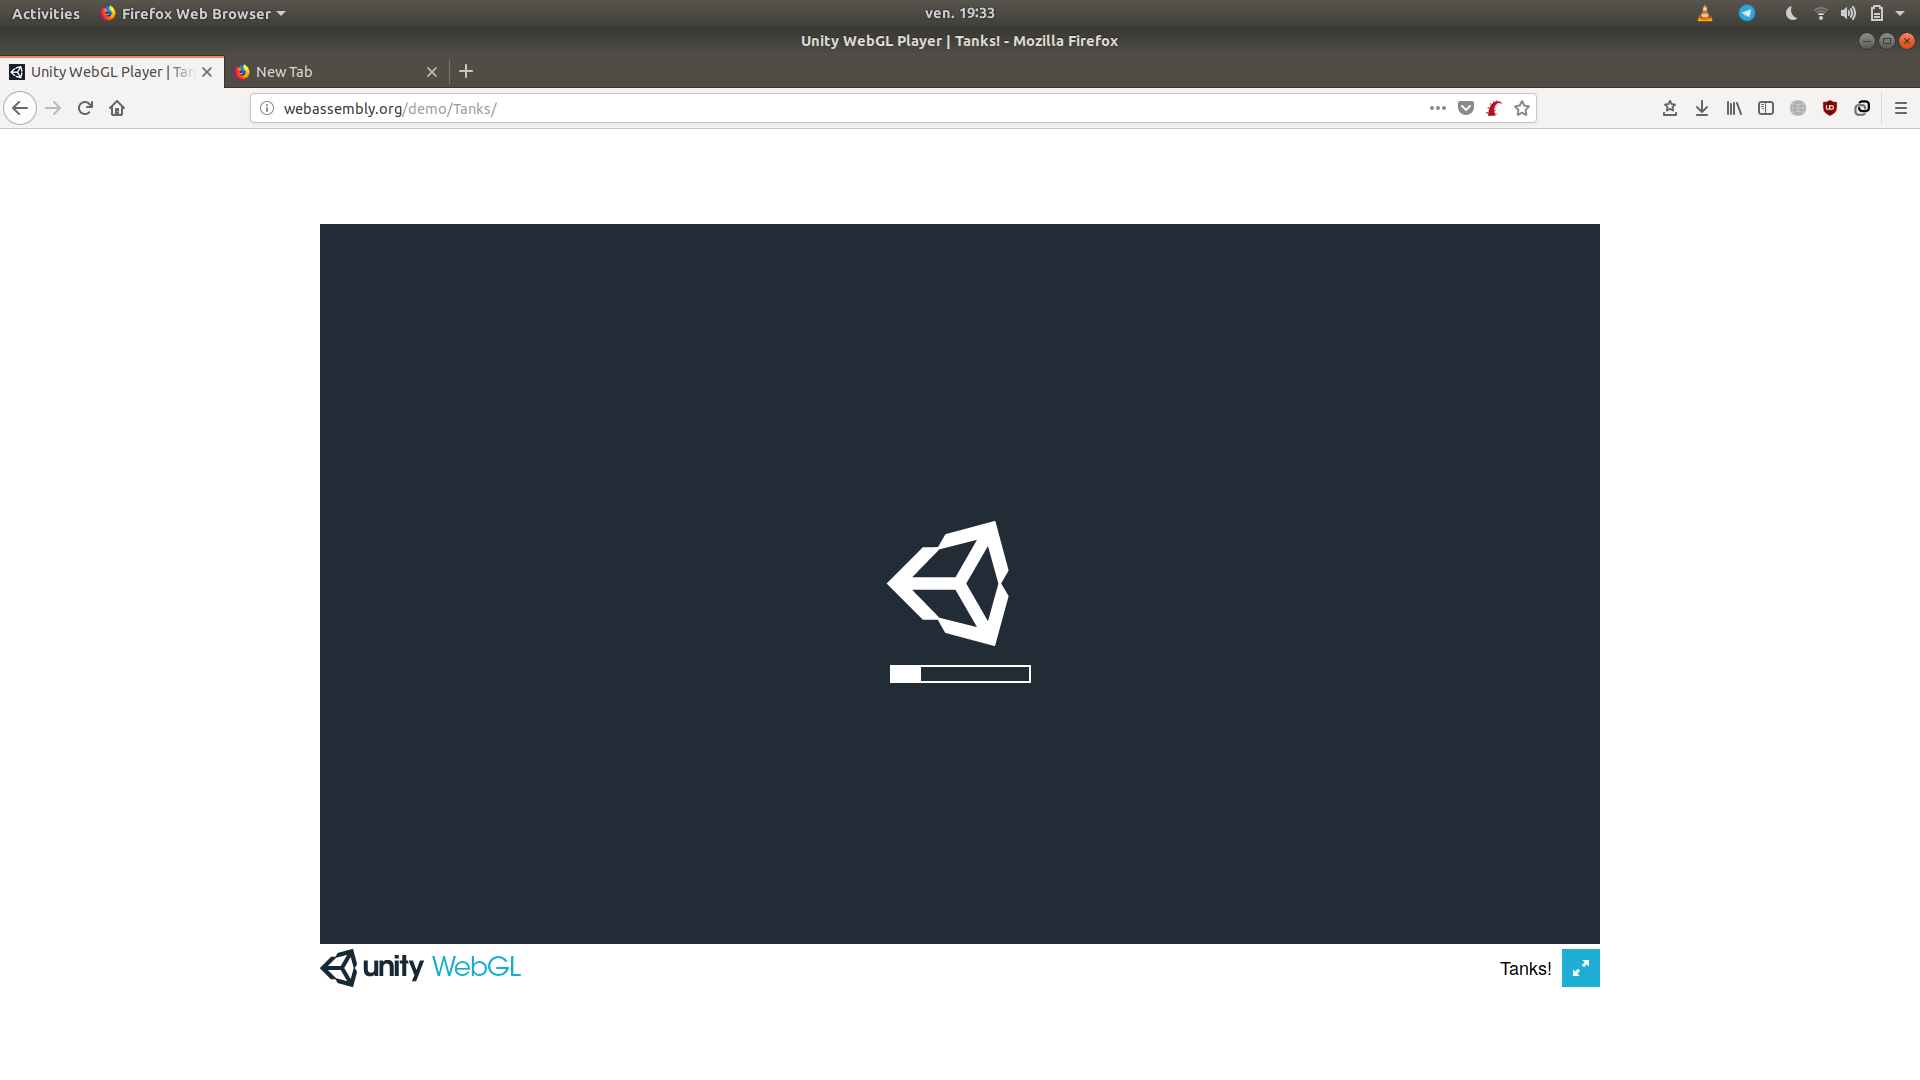 Activities Firefox Web Browser ven. 19:33
Unity WebGL Player | Tanks! - Mozilla Firefox
Unity WebGL Player | Tan New Tab
webassembly.org/demo/Tanks/
unity WebGL Tanks!